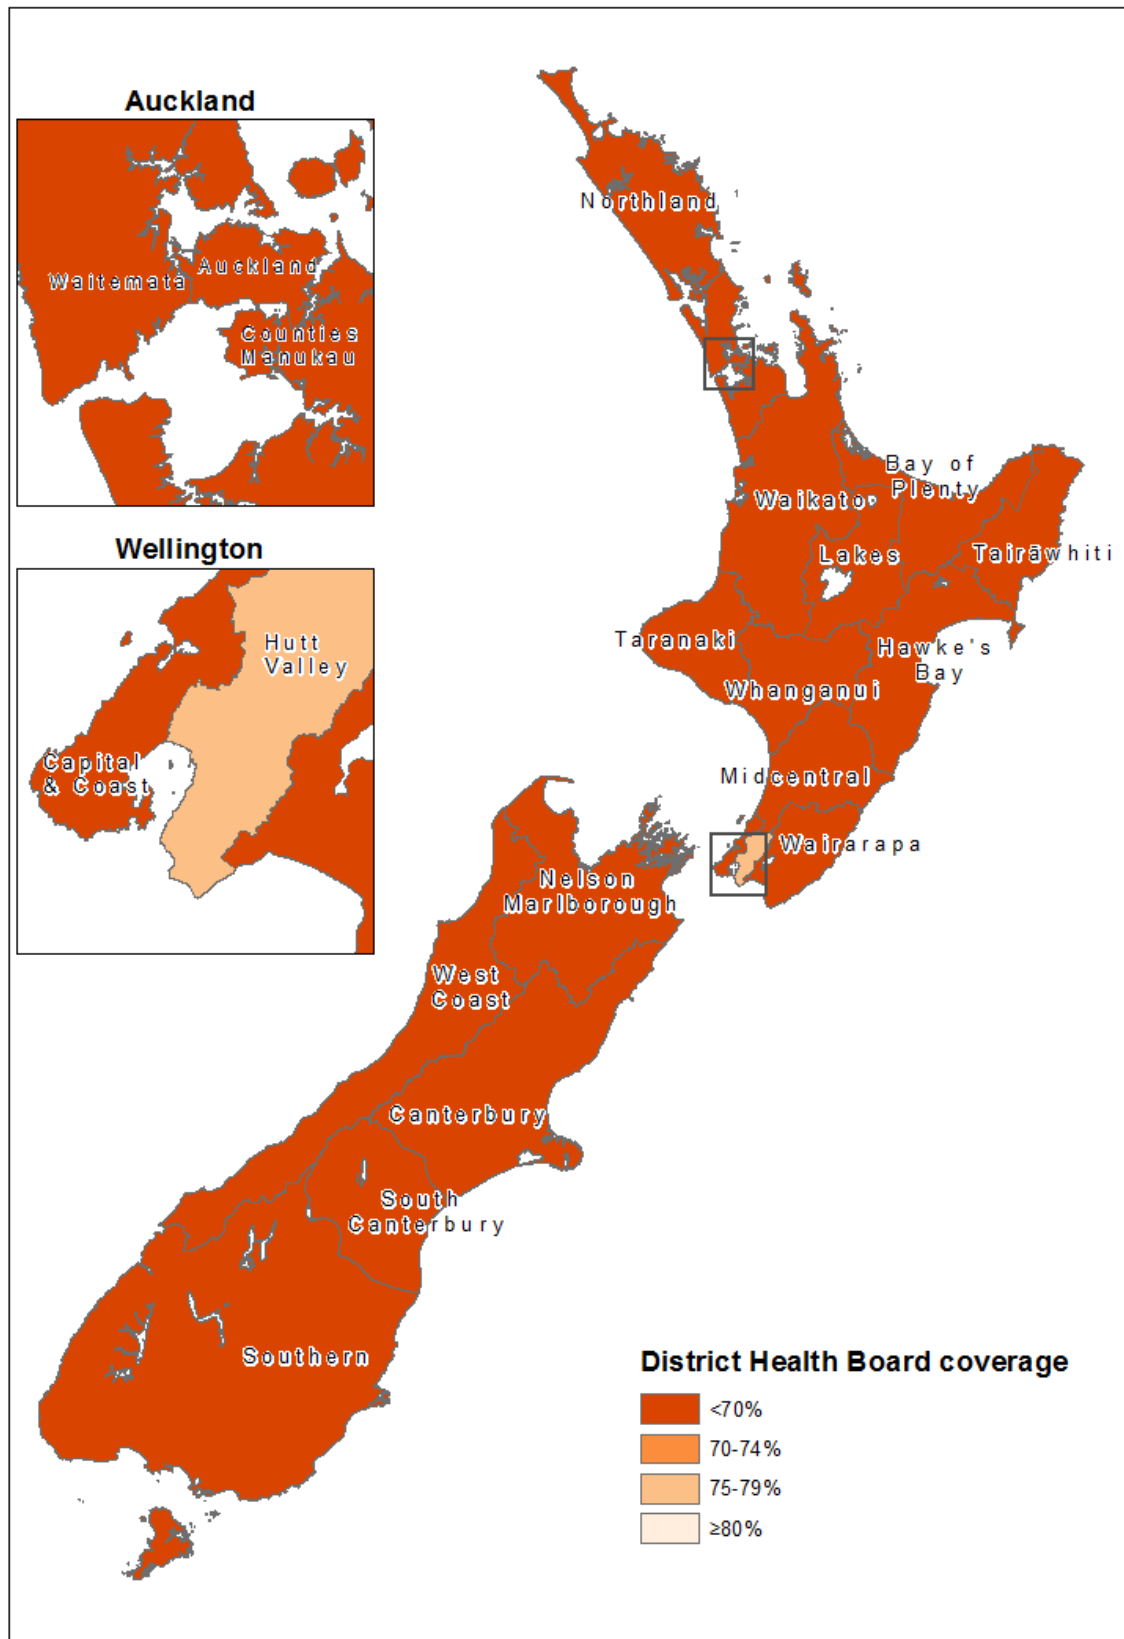 Auckland
Waitemata
Auckland
Counties
Manukau
Wellington
Hutt
Valley
Capital
& Coast
Northland
Bay of
Plenty
Waikato
Lakes
Tairāwhiti
Taranaki
Hawke's
Bay
Whanganui
Midcentral
Wairarapa
Nelson
Marlborough
West
Coast
Canterbury
South
Canterbury
Southern
District Health Board coverage
<70%
70-74%
75-79%
≥80%